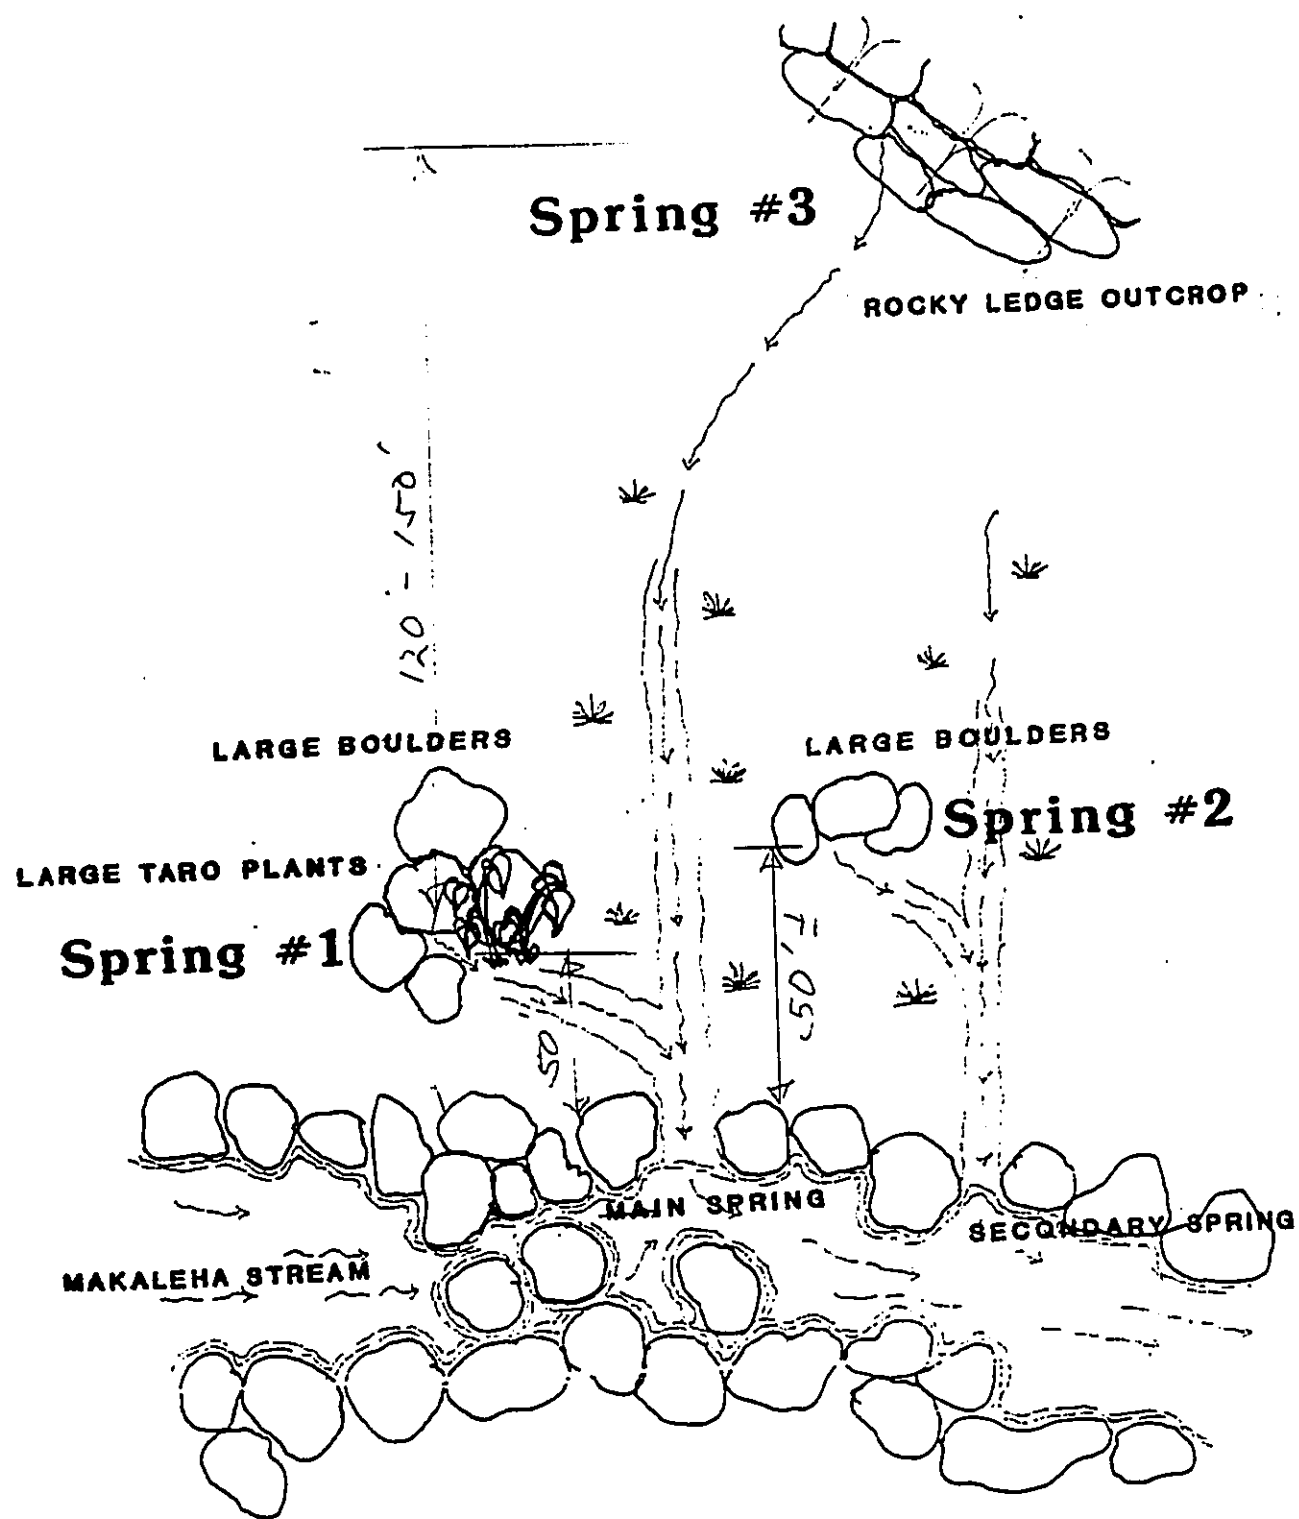 Spring #3
ROCKY LEDGE OUTCROP
120 - 150'
LARGE BOULDERS
LARGE BOULDERS
Spring #2
LARGE TARO PLANTS
Spring #1
50' ±
50
MAIN SPRING
SECONDARY SPRING
MAKALEHA STREAM